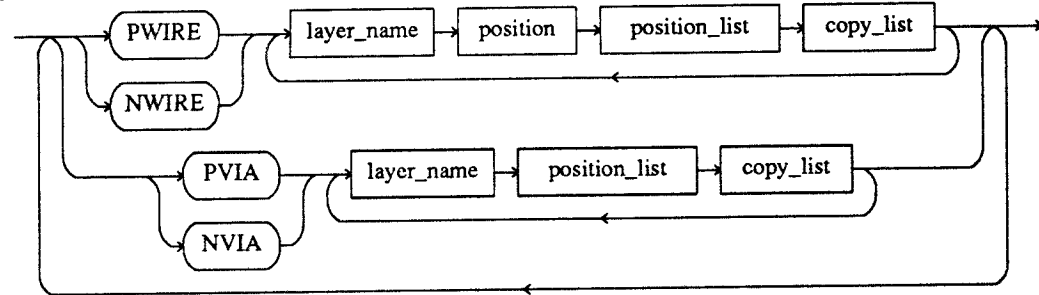 PWIRE layer_name position position_list copy_list
NWIRE
PVIA layer_name position_list copy_list
NVIA